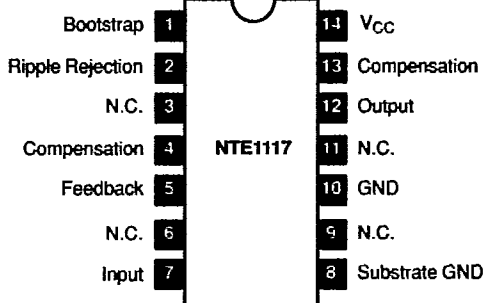 Bootstrap 1 14 VCC
Ripple Rejection 2 13 Compensation
N.C. 3 12 Output
Compensation 4 NTE1117 11 N.C.
Feedback 5 10 GND
N.C. 6 9 N.C.
Input 7 8 Substrate GND